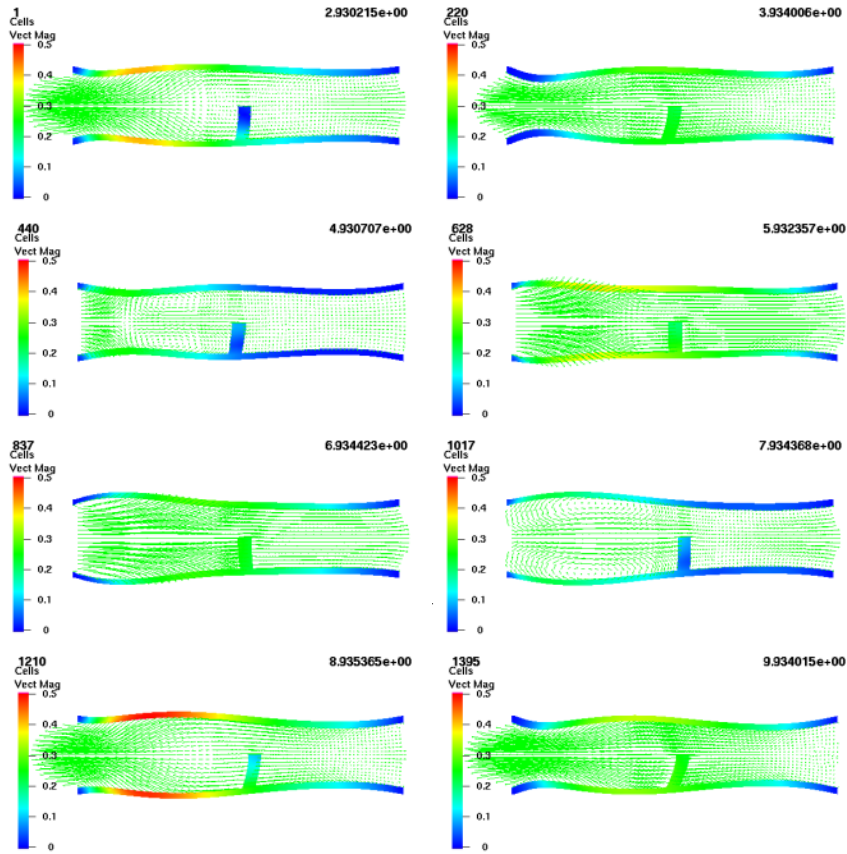 1 2.930215e+00
Cells
Vect Mag
0.5
0.4
0.3
0.2
0.1
0
220 3.934006e+00
Cells
Vect Mag
0.5
0.4
0.3
0.2
0.1
0
440 4.930707e+00
Cells
Vect Mag
0.5
0.4
0.3
0.2
0.1
0
628 5.932357e+00
Cells
Vect Mag
0.5
0.4
0.3
0.2
0.1
0
837 6.934423e+00
Cells
Vect Mag
0.5
0.4
0.3
0.2
0.1
0
1017 7.934368e+00
Cells
Vect Mag
0.5
0.4
0.3
0.2
0.1
0
1210 8.935365e+00
Cells
Vect Mag
0.5
0.4
0.3
0.2
0.1
0
1395 9.934015e+00
Cells
Vect Mag
0.5
0.4
0.3
0.2
0.1
0